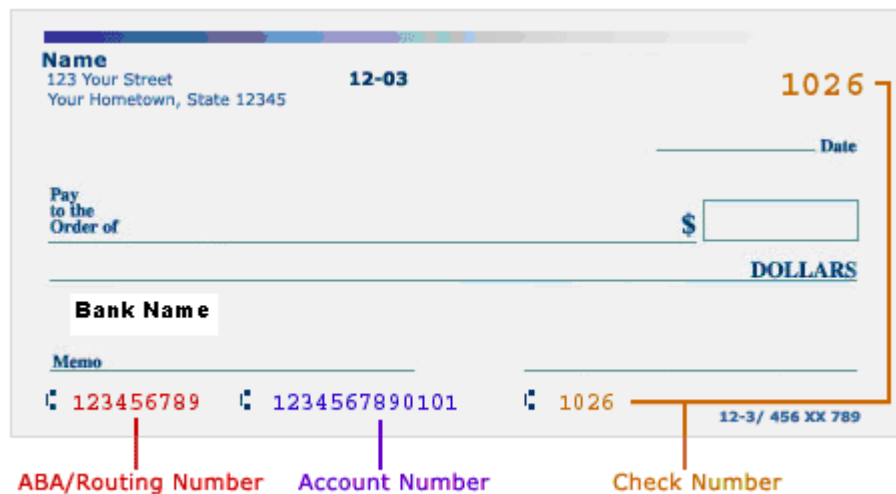 Name
123 Your Street
12-03
Your Hometown, State 12345
1026
Date
Pay
to the
Order of
$
DOLLARS
Bank Name
Memo
⑆ 123456789 ⑆ 1234567890101 ⑆ 1026
12-3/ 456 XX 789
ABA/Routing Number Account Number Check Number